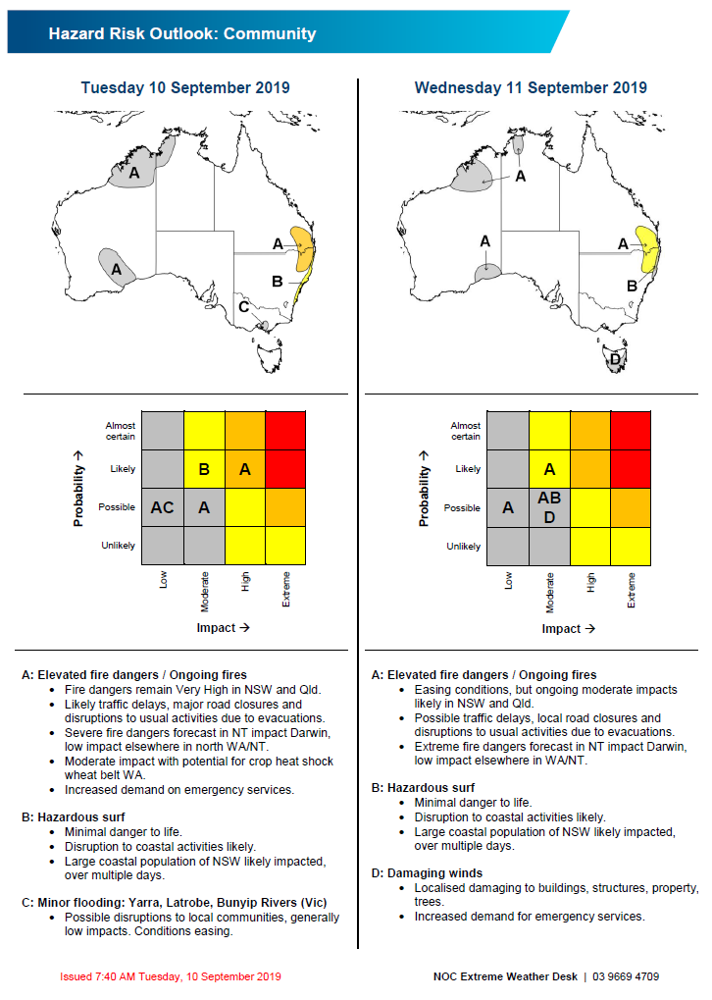 Hazard Risk Outlook: Community
Tuesday 10 September 2019
A
A
A
B
C
Almost
certain
Likely
B
A
Possible
AC
A
Unlikely
Probability →
Low
Moderate
High
Extreme
Impact →
A: Elevated fire dangers / Ongoing fires
• Fire dangers remain Very High in NSW and Qld.
• Likely traffic delays, major road closures and
disruptions to usual activities due to evacuations.
• Severe fire dangers forecast in NT impact Darwin,
low impact elsewhere in north WA/NT.
• Moderate impact with potential for crop heat shock
wheat belt WA.
• Increased demand on emergency services.
B: Hazardous surf
• Minimal danger to life.
• Disruption to coastal activities likely.
• Large coastal population of NSW likely impacted,
over multiple days.
C: Minor flooding: Yarra, Latrobe, Bunyip Rivers (Vic)
• Possible disruptions to local communities, generally
low impacts. Conditions easing.
Wednesday 11 September 2019
A
A
A
B
D
Almost
certain
Likely
A
Possible
A
AB
D
Unlikely
Probability →
Low
Moderate
High
Extreme
Impact →
A: Elevated fire dangers / Ongoing fires
• Easing conditions, but ongoing moderate impacts
likely in NSW and Qld.
• Possible traffic delays, local road closures and
disruptions to usual activities due to evacuations.
• Extreme fire dangers forecast in NT impact Darwin,
low impact elsewhere in WA/NT.
B: Hazardous surf
• Minimal danger to life.
• Disruption to coastal activities likely.
• Large coastal population of NSW likely impacted,
over multiple days.
D: Damaging winds
• Localised damaging to buildings, structures, property,
trees.
• Increased demand for emergency services.
Issued 7:40 AM Tuesday, 10 September 2019
NOC Extreme Weather Desk | 03 9669 4709